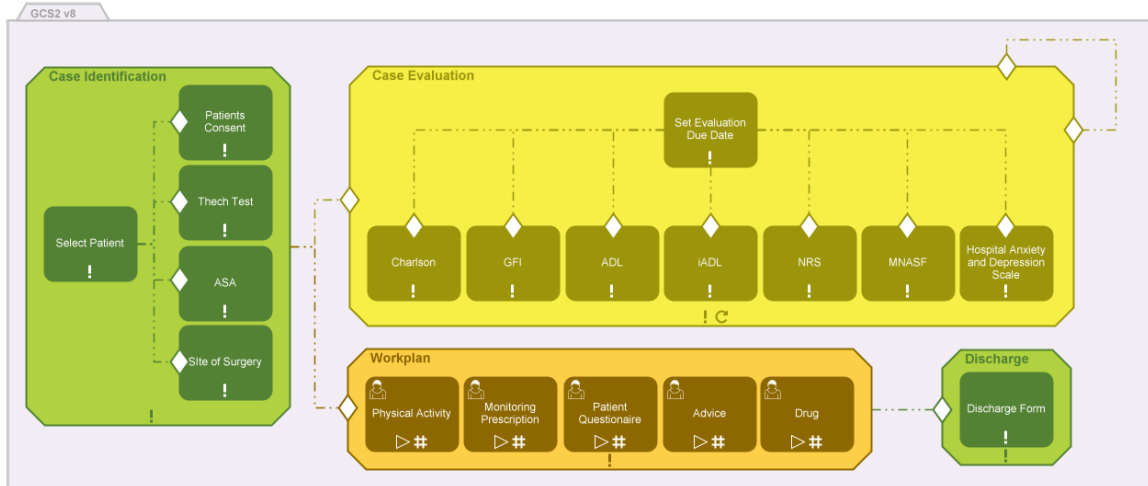 GCS2 v8
Case Identification
Patients
Consent
!
Thech Test
!
Select Patient
!
ASA
!
SIte of Surgery
!
!
Case Evaluation
Set Evaluation
Due Date
!
Charlson
!
GFI
!
ADL
!
iADL
!
NRS
!
MNASF
!
Hospital Anxiety
and Depression
Scale
!
!
Workplan
Physical Activity
#
Monitoring
Prescription
#
Patient
Questionaire
#
Advice
#
Drug
#
!
Discharge
Discharge Form
!
!